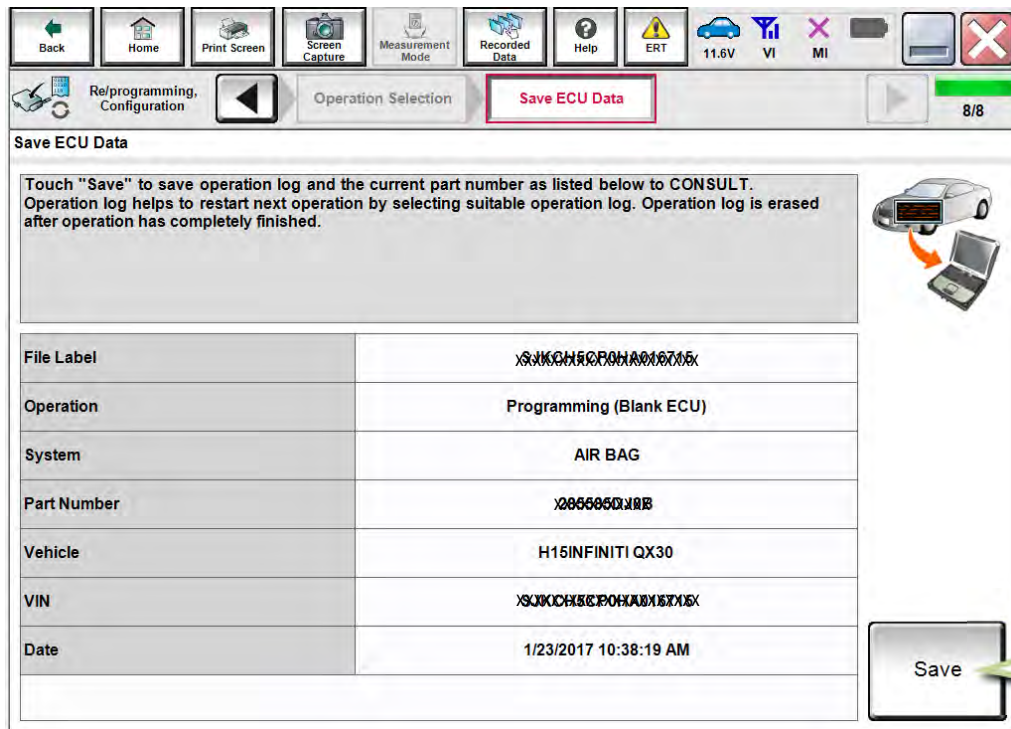 Back
Home
Print Screen
Screen Capture
Measurement Mode
Recorded Data
Help
ERT
11.6V
VI
MI
Re/programming, Configuration
Operation Selection
Save ECU Data
8/8
Save ECU Data
Touch "Save" to save operation log and the current part number as listed below to CONSULT.
Operation log helps to restart next operation by selecting suitable operation log. Operation log is erased
after operation has completely finished.
File Label
Operation
Programming (Blank ECU)
System
AIR BAG
Part Number
Vehicle
H15INFINITI QX30
VIN
Date
1/23/2017 10:38:19 AM
Save